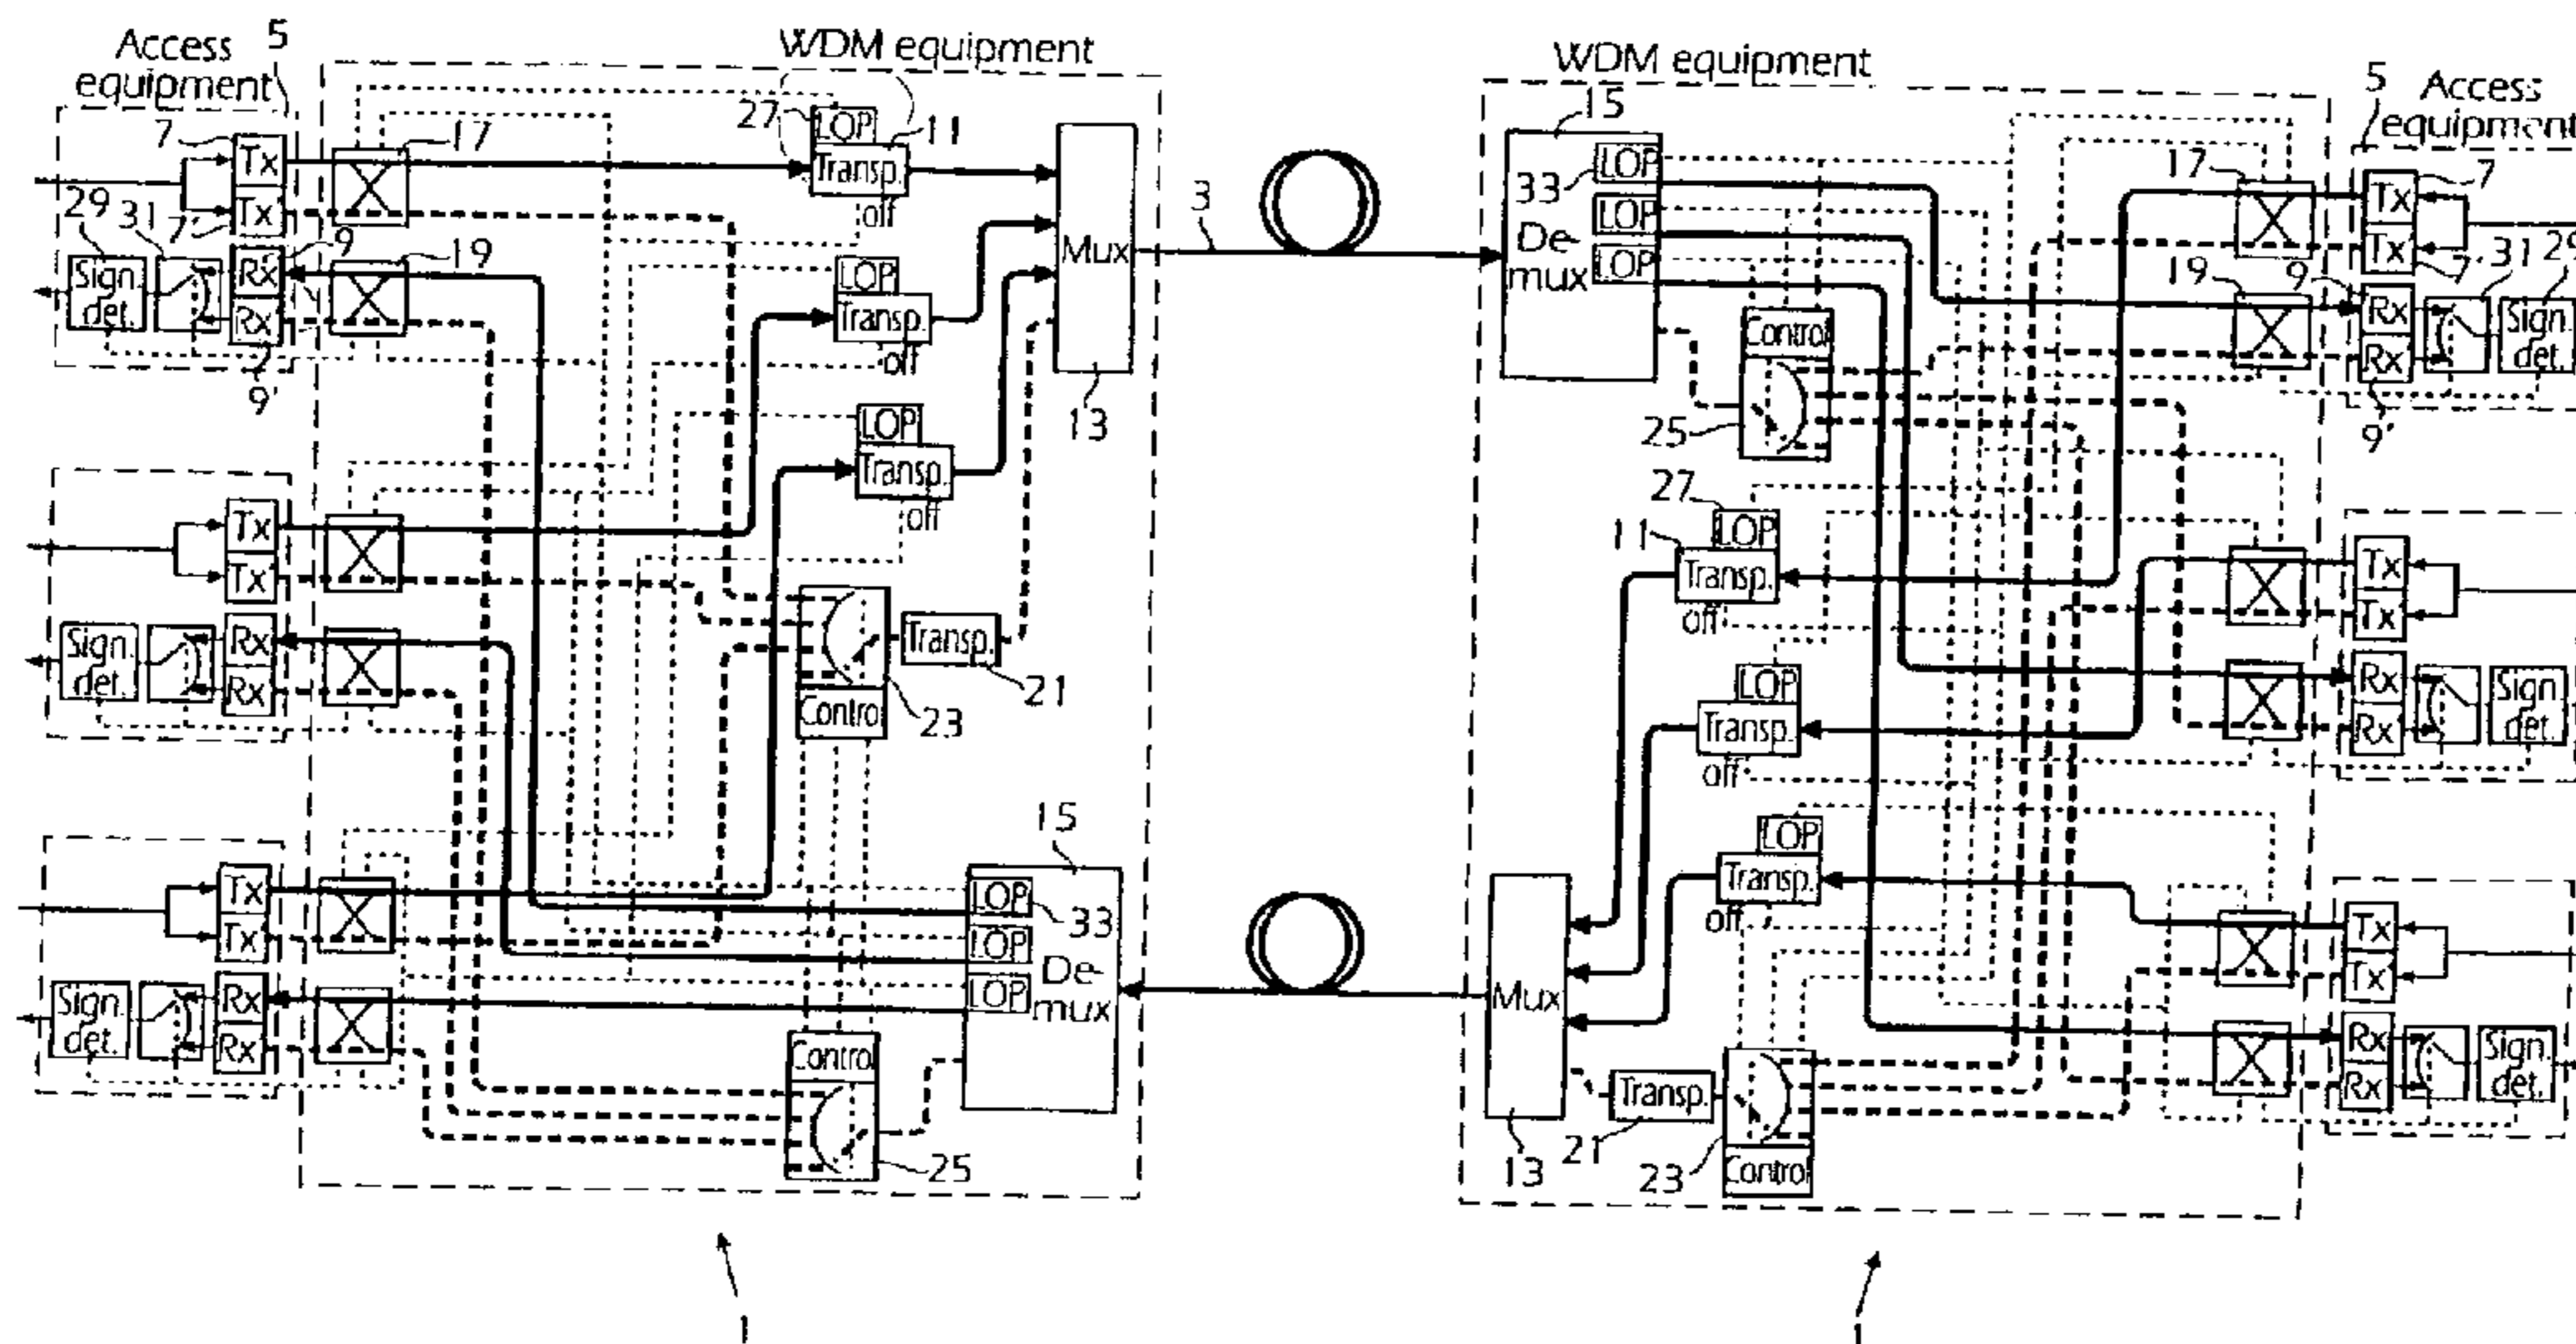 Access equipment
5
WDM equipment
7
Tx
Tx
7'
17
27
LOP
Transp.
11
off
29
31
Sign. det.
9
Rx
Rx
9'
19
LOP
Transp.
off
Mux
13
3
LOP
Transp.
off
Tx
Tx
Sign. det.
Rx
Rx
Control
23
Transp.
21
Tx
Tx
Sign. det.
Rx
Rx
15
LOP
33
LOP
LOP
De-mux
Control
25
1
WDM equipment
15
LOP
33
LOP
LOP
De-mux
Control
25
5
Access equipment
17
7
Tx
Tx
7'
19
9
Rx
Rx
9'
31
29
Sign. det.
27
LOP
11
Transp.
off
LOP
Transp.
off
LOP
Transp.
off
Tx
Tx
Rx
Rx
Sign. det.
Mux
13
Transp.
21
23
Control
Tx
Tx
Rx
Rx
Sign. det.
1